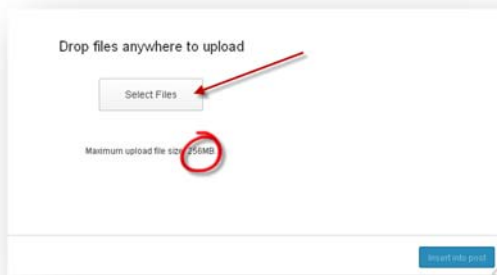 Drop files anywhere to upload
Select Files
Maximum upload file size: 256MB.
Insert into post